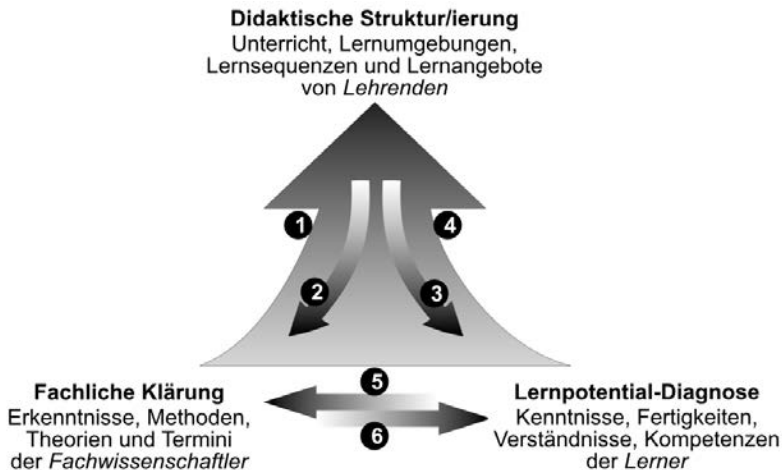 Didaktische Struktur/ierung
Unterricht, Lernumgebungen,
Lernsequenzen und Lernangebote
von Lehrenden
1
4
2
3
5
6
Fachliche Klärung
Erkenntnisse, Methoden,
Theorien und Termini
der Fachwissenschaftler
Lernpotential-Diagnose
Kenntnisse, Fertigkeiten,
Verständnisse, Kompetenzen
der Lerner